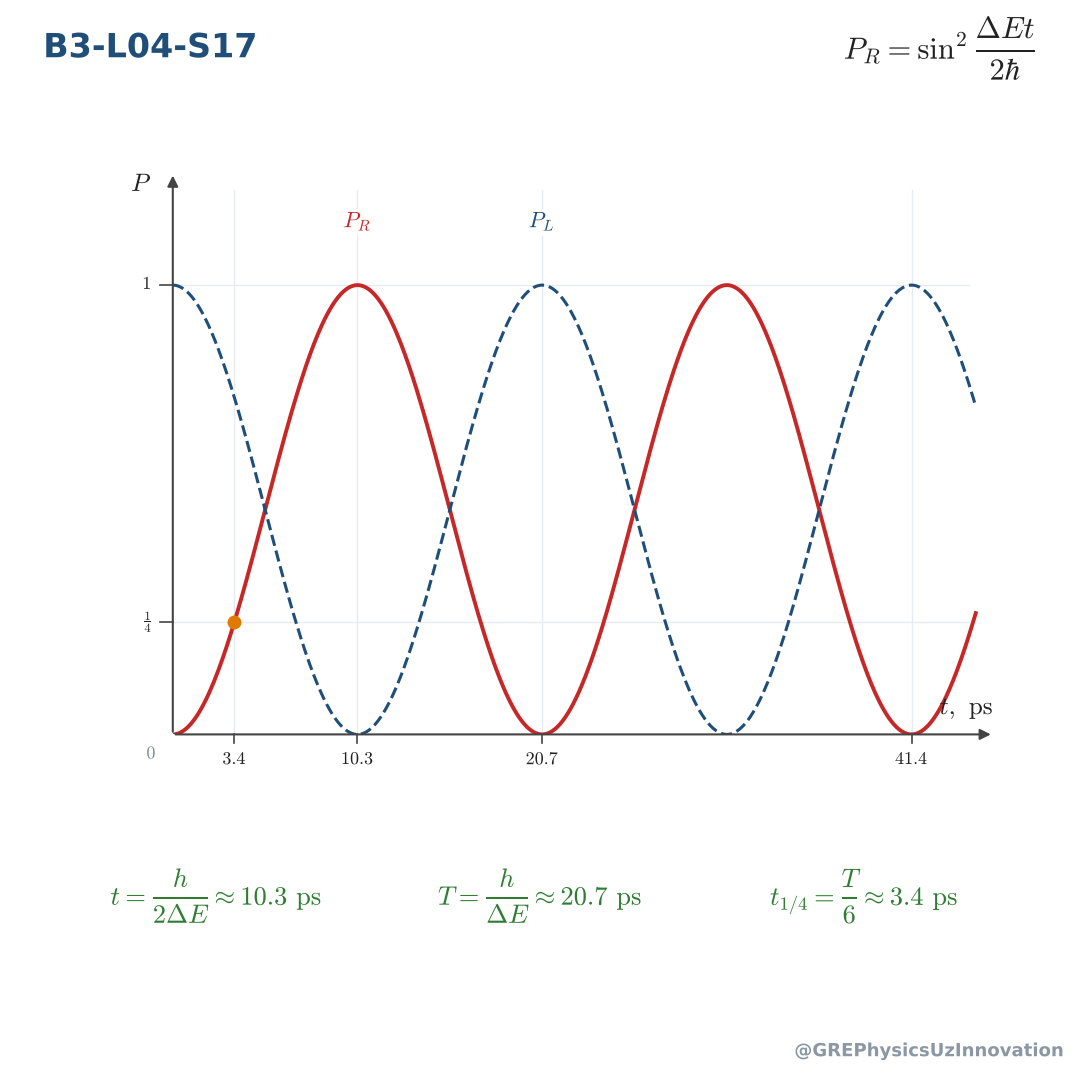 B3-L04-S17
P_R = sin² ΔEt/2ħ
P
P_R
P_L
1
1/4
t, ps
0
3.4
10.3
20.7
41.4
t = h/2ΔE ≈ 10.3 ps
T = h/ΔE ≈ 20.7 ps
t_{1/4} = T/6 ≈ 3.4 ps
@GREPhysicsUzInnovation